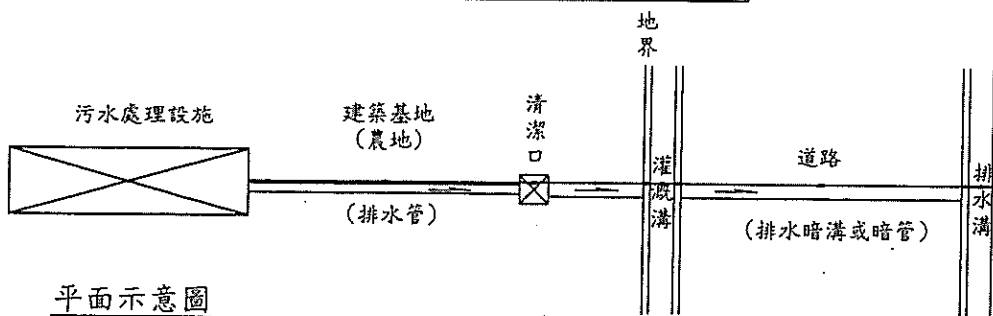 地界
污水處理設施
建築基地
(農地)
清潔口
灌溉溝
道路
排水溝
(排水管)
(排水暗溝或暗管)
平面示意圖